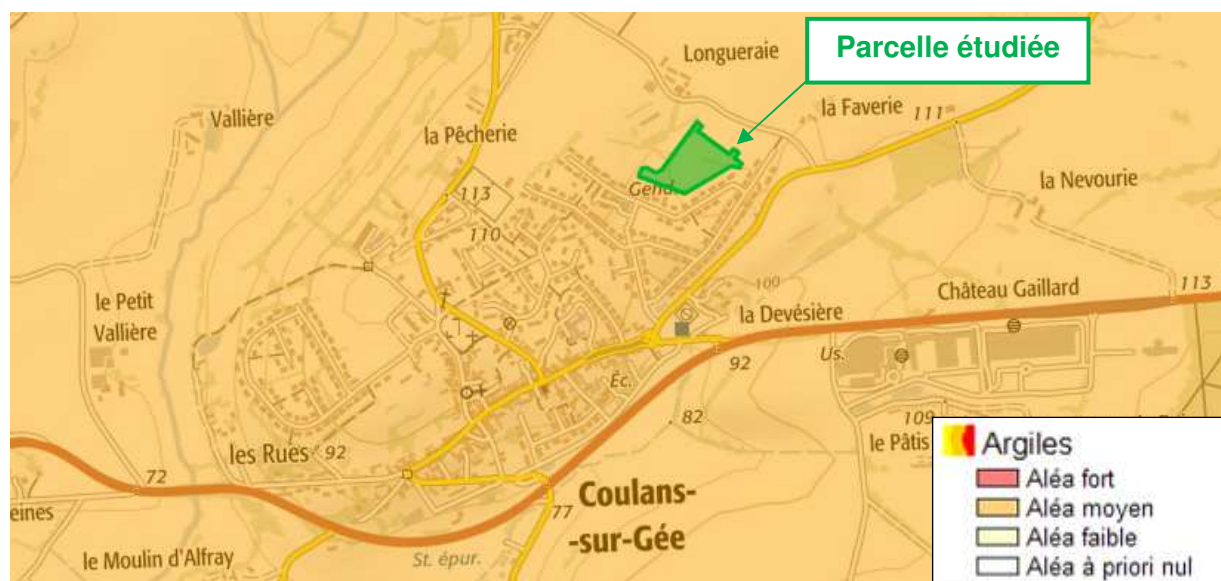 Parcelle étudiée
Longueraie
la Faverie
111
Vallière
la Pêcherie
la Nevourie
Gend.
113
110
100
Château Gaillard
113
le Petit
Vallière
la Devésière
Us.
92
Éc.
82
109
les Rues
92
le Pâtis
72
Coulans-
-sur-Gée
77
eines
le Moulin d'Alfray
St. épur.
Argiles
Aléa fort
Aléa moyen
Aléa faible
Aléa à priori nul